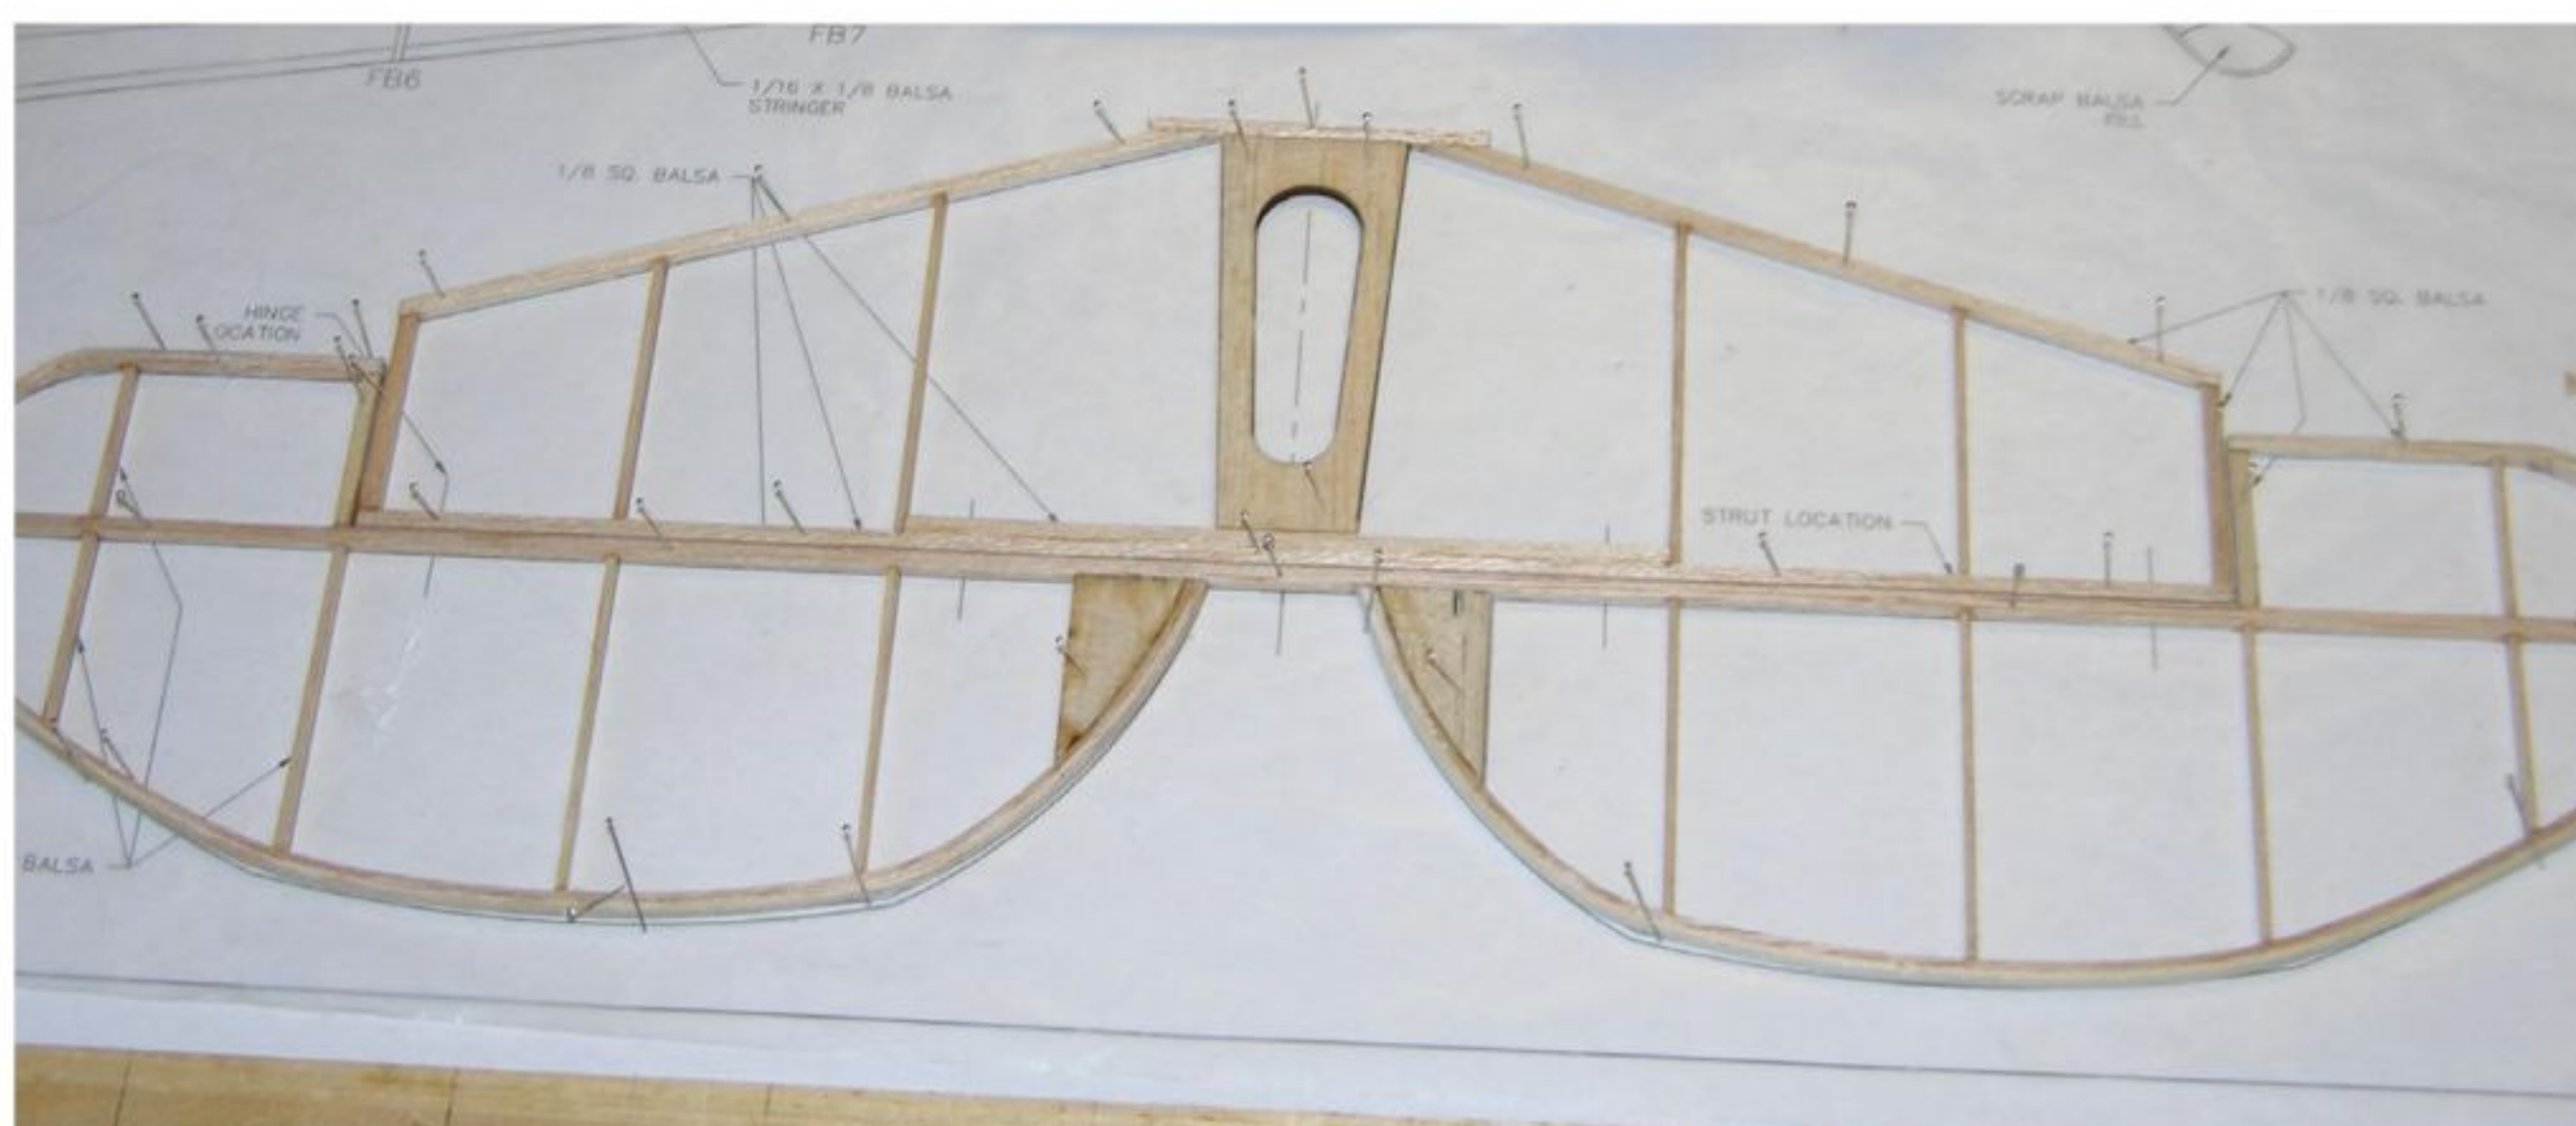 FB7
FB6
1/16 X 1/8 BALSA
STRINGER
SCRAP BALSA
FILL
1/8 SQ. BALSA
HINGE
OCATION
1/8 SQ. BALSA
STRUT LOCATION
BALSA